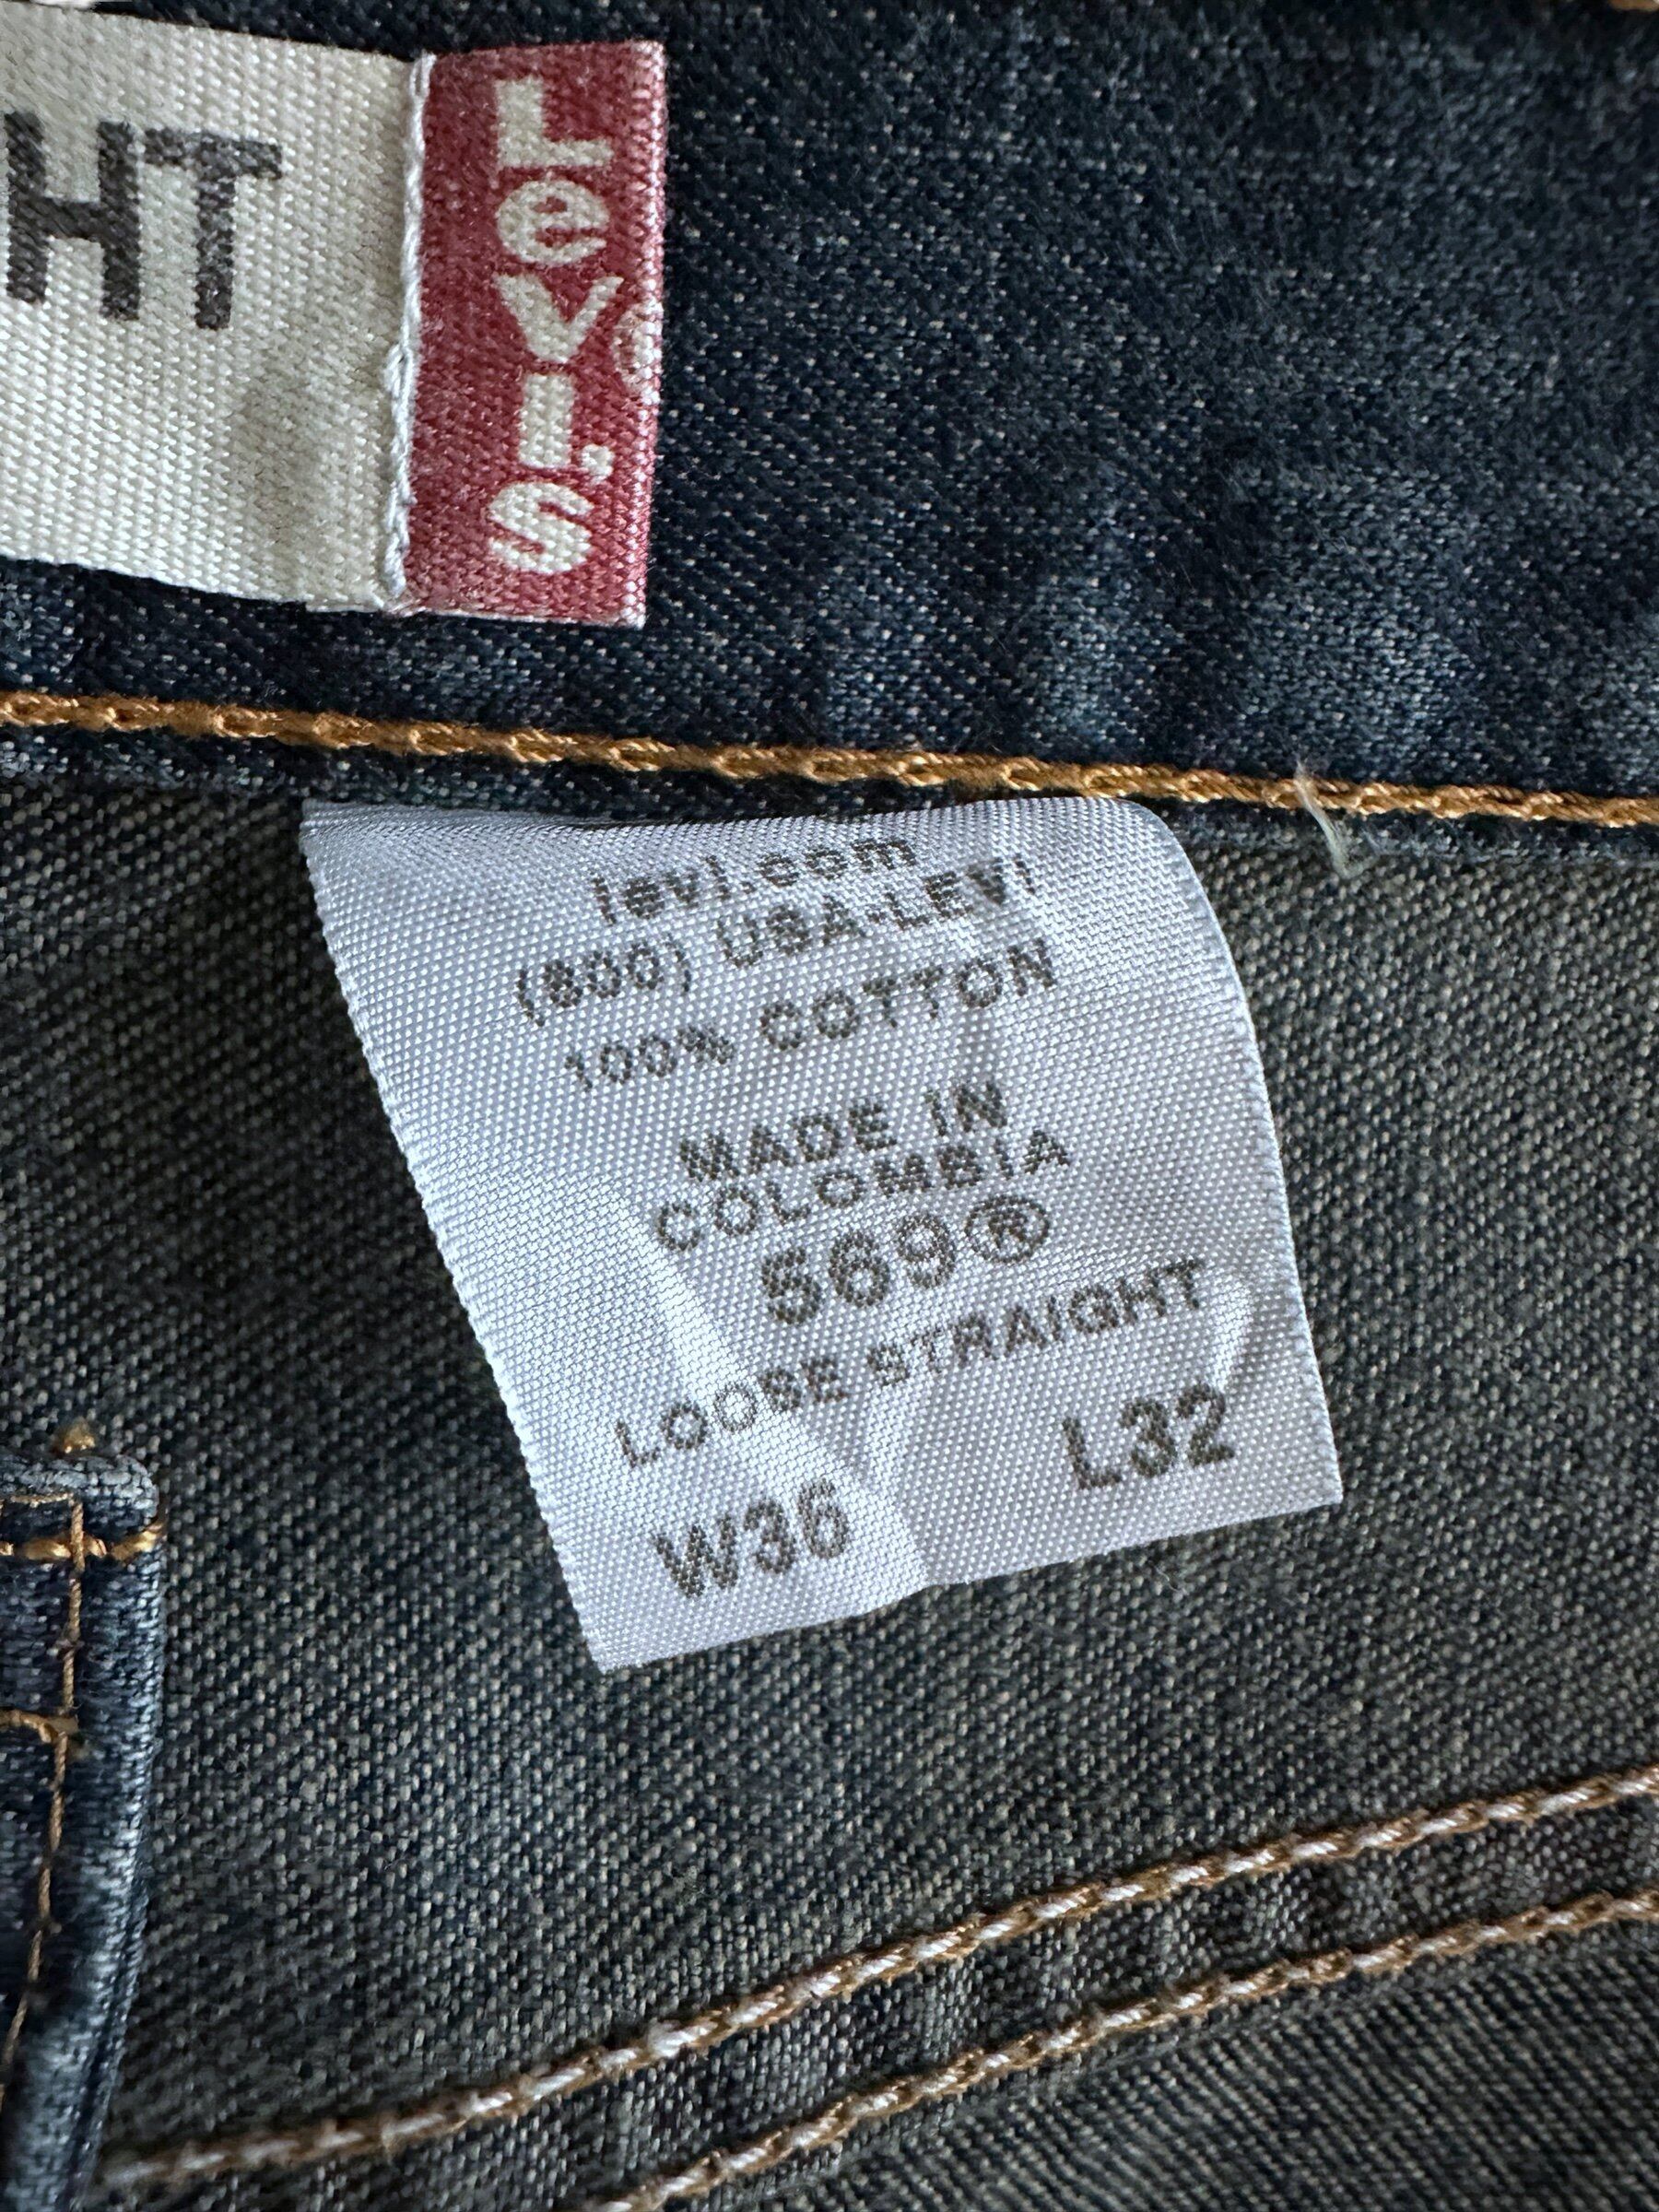 HT
Levi's
levi.com
(800) USA-LEVI
100% COTTON
MADE IN
COLOMBIA
569®
LOOSE STRAIGHT
W36 L32